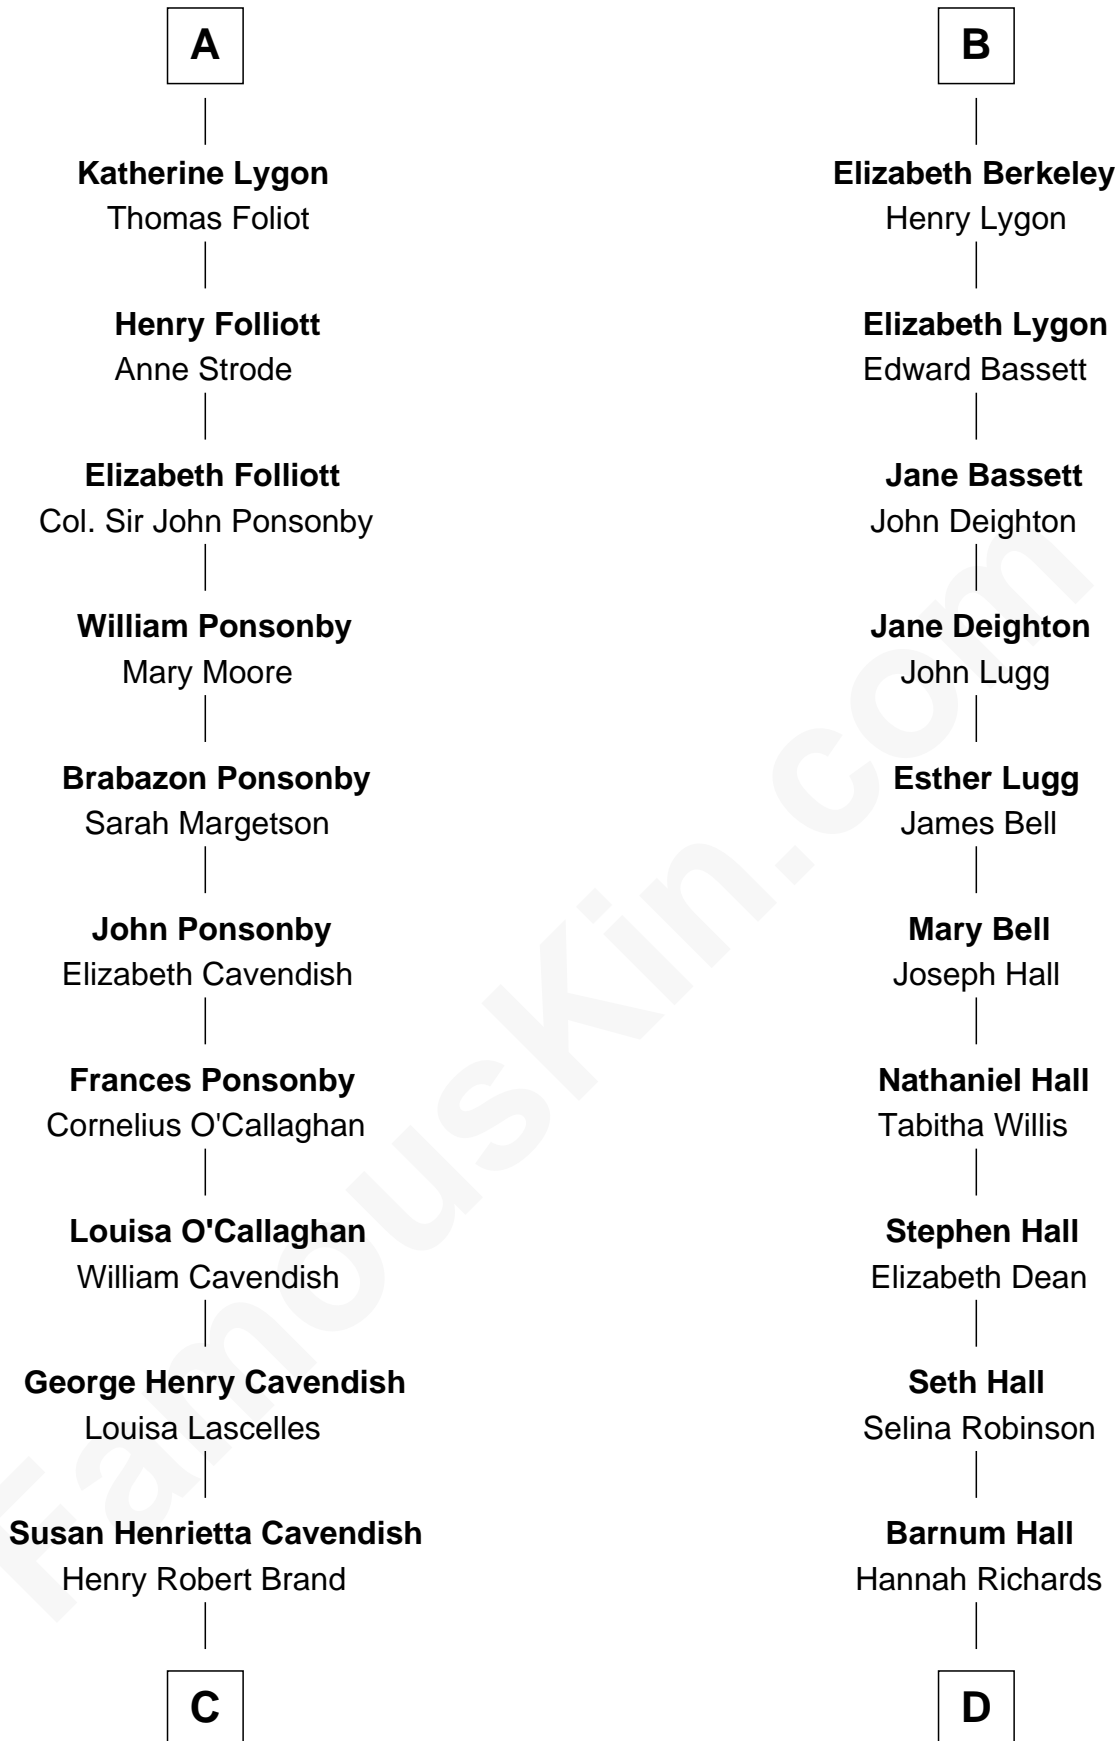 A
Katherine Lygon
Thomas Foliot
Henry Folliott
Anne Strode
Elizabeth Folliott
Col. Sir John Ponsonby
William Ponsonby
Mary Moore
Brabazon Ponsonby
Sarah Margetson
John Ponsonby
Elizabeth Cavendish
Frances Ponsonby
Cornelius O'Callaghan
Louisa O'Callaghan
William Cavendish
George Henry Cavendish
Louisa Lascelles
Susan Henrietta Cavendish
Henry Robert Brand
C
B
Elizabeth Berkeley
Henry Lygon
Elizabeth Lygon
Edward Bassett
Jane Bassett
John Deighton
Jane Deighton
John Lugg
Esther Lugg
James Bell
Mary Bell
Joseph Hall
Nathaniel Hall
Tabitha Willis
Stephen Hall
Elizabeth Dean
Seth Hall
Selina Robinson
Barnum Hall
Hannah Richards
D
FamousKin.com